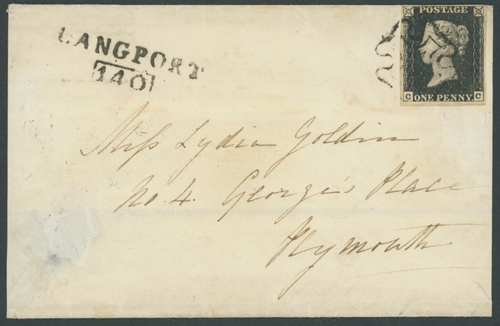 LANGPORT
140
POSTAGE
C C
ONE PENNY
Miss Lydia Goldin
No. 4. George's Place
Plymouth